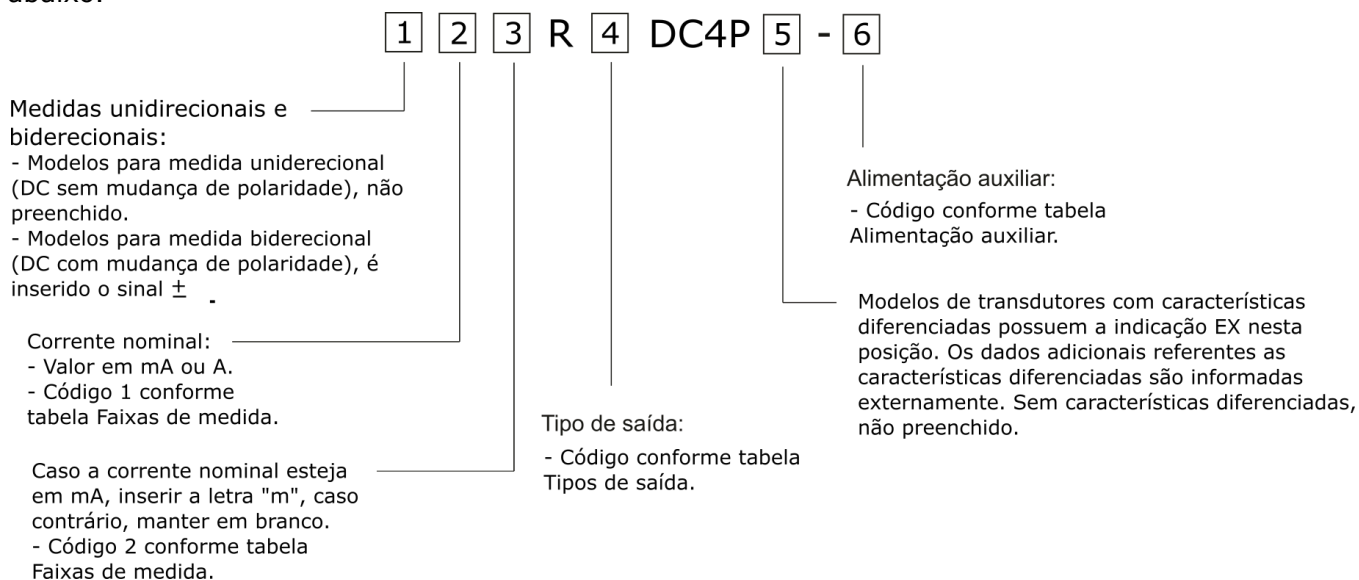 abaixo:
1 2 3 R 4 DC4P 5 - 6
Medidas unidirecionais e
biderecionais:
- Modelos para medida uniderecional
(DC sem mudança de polaridade), não
preenchido.
- Modelos para medida biderecional
(DC com mudança de polaridade), é
inserido o sinal ± .
Corrente nominal:
- Valor em mA ou A.
- Código 1 conforme
tabela Faixas de medida.
Caso a corrente nominal esteja
em mA, inserir a letra "m", caso
contrário, manter em branco.
- Código 2 conforme tabela
Faixas de medida.
Tipo de saída:
- Código conforme tabela
Tipos de saída.
Alimentação auxiliar:
- Código conforme tabela
Alimentação auxiliar.
Modelos de transdutores com características
diferenciadas possuem a indicação EX nesta
posição. Os dados adicionais referentes as
características diferenciadas são informadas
externamente. Sem características diferenciadas,
não preenchido.